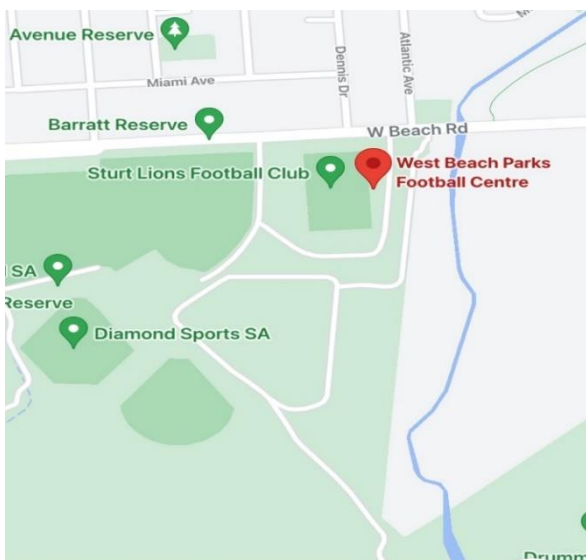 Avenue Reserve
Dennis Dr
Atlantic Ave
Miami Ave
Barratt Reserve
W Beach Rd
Sturt Lions Football Club
West Beach Parks
Football Centre
SA
Reserve
Diamond Sports SA
Drumm